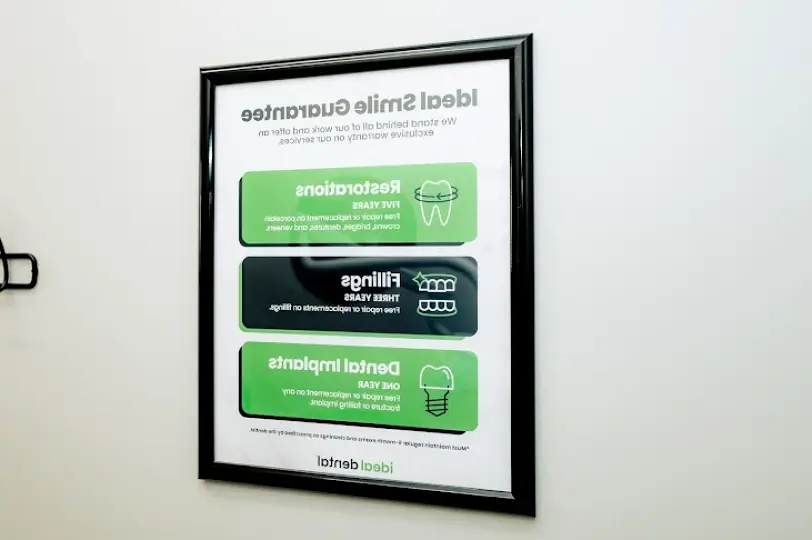 Ideal Smile Guarantee
We stand behind all of our work and offer an
exclusive warranty on our services.
Restorations
FIVE YEARS
Free repair or replacement on porcelain
crowns, bridges, dentures, and veneers.
Fillings
THREE YEARS
Free repair or replacements on fillings.
Dental Implants
ONE YEAR
Free repair or replacement on any
fracture or failing implant.
*Must maintain regular 6-month exams and cleanings as prescribed by the dentist.
ideal dental